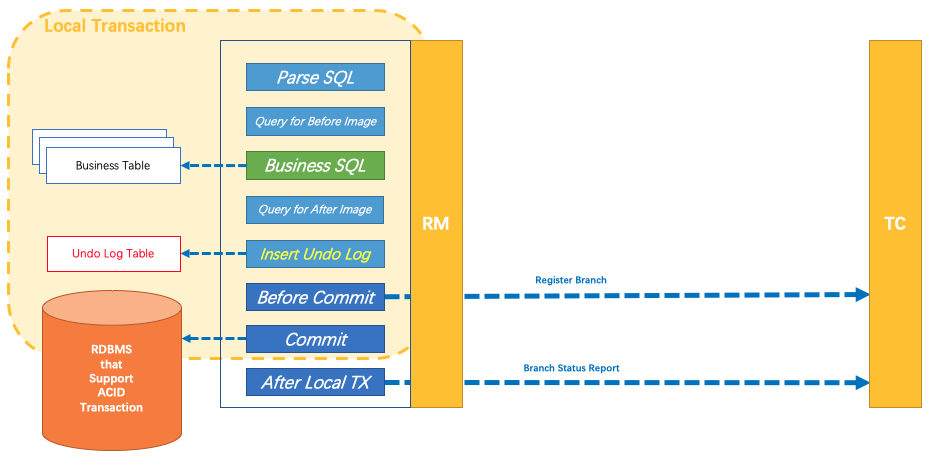 Local Transaction
Parse SQL
Query for Before Image
Business Table
Business SQL
Query for After Image
RM
TC
Undo Log Table
Insert Undo Log
Register Branch
Before Commit
Commit
RDBMS
that
Support
ACID
Transaction
Branch Status Report
After Local TX